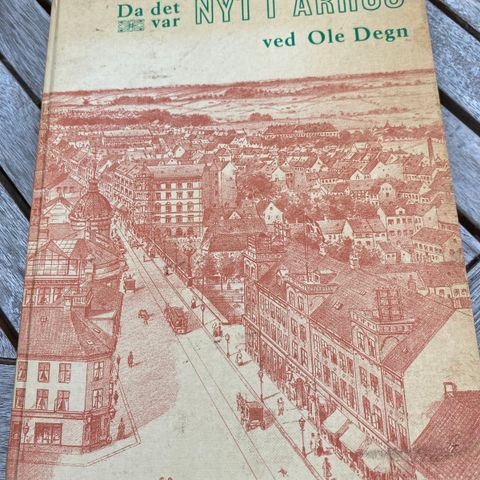 Da det
var
NYT I ÅRHUS
ved Ole Degn